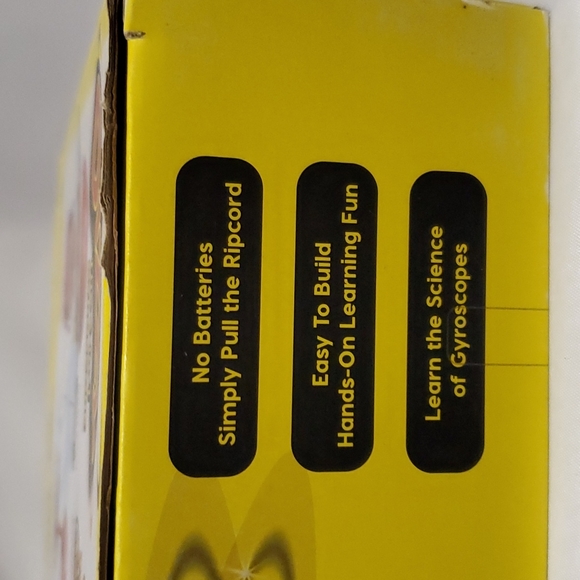 No Batteries
Simply Pull the Ripcord
Easy To Build
Hands-On Learning Fun
Learn the Science
of Gyroscopes